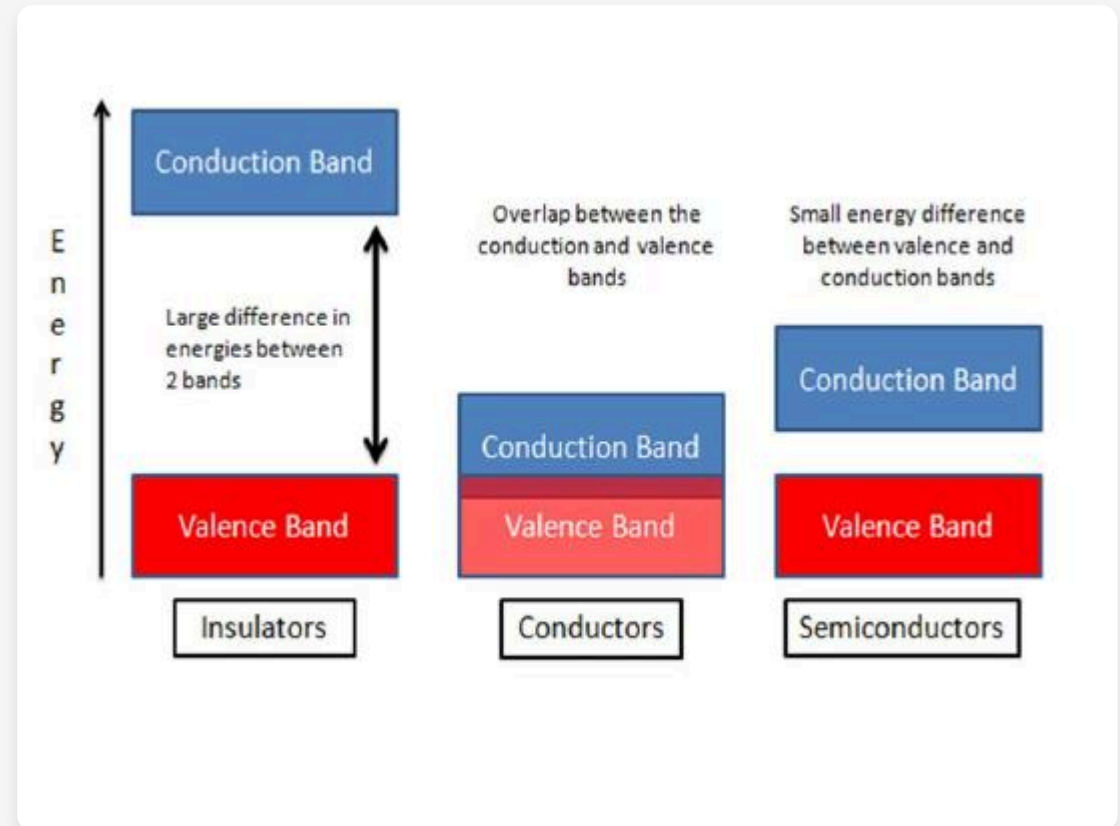 Energy
Conduction Band
Large difference in
energies between
2 bands
Valence Band
Insulators
Overlap between the
conduction and valence
bands
Conduction Band
Valence Band
Conductors
Small energy difference
between valence and
conduction bands
Conduction Band
Valence Band
Semiconductors